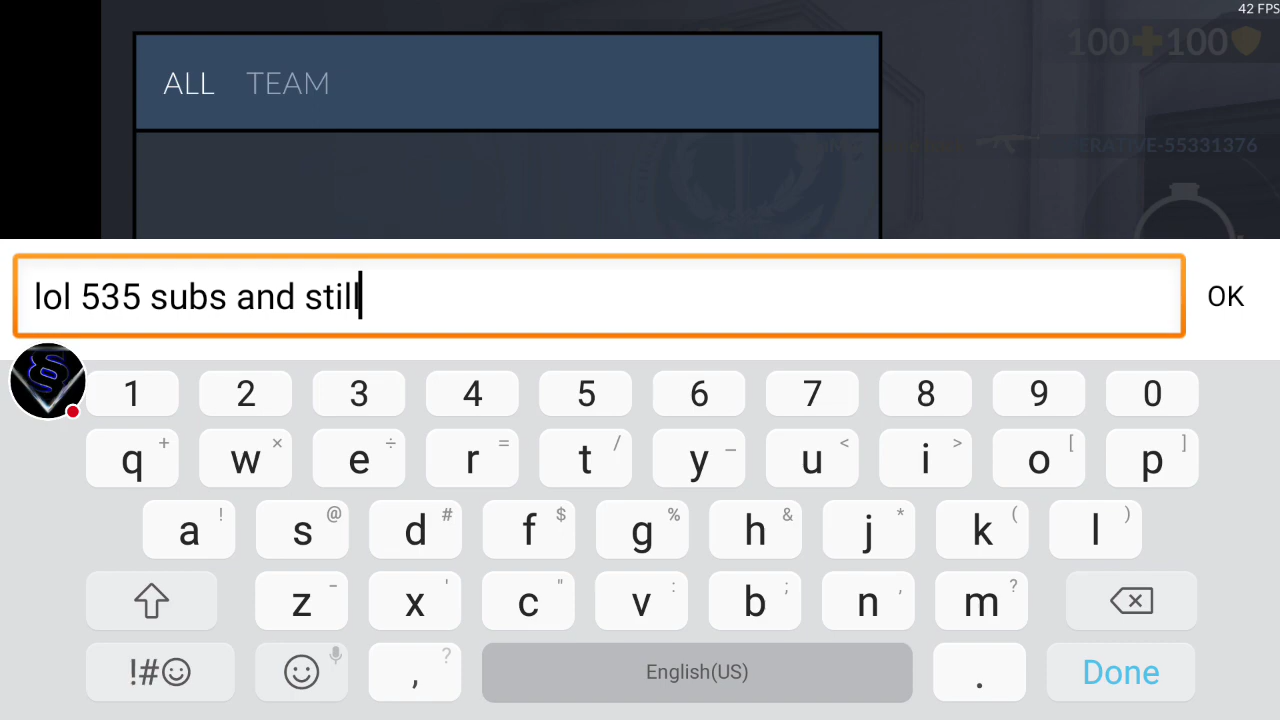 42 FPS
100 100
ALL TEAM
ERATIVE-55331376
lol 535 subs and still
OK
1 2 3 4 5 6 7 8 9 0
q + w × e ÷ r = t / y _ u < i > o [ p ]
a ! s @ d # f $ g % h & j * k ( l )
z - x ' c " v : b ; n , m ?
!# , ? English(US) . Done